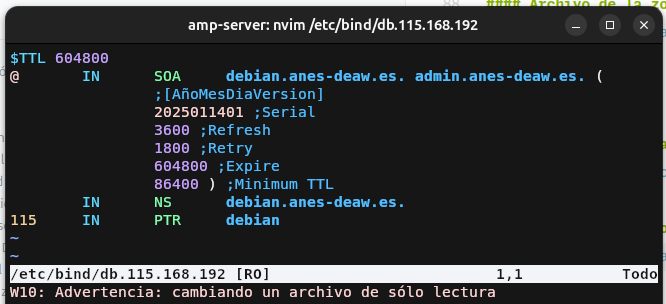 #### Archivo de la zo
amp-server: nvim /etc/bind/db.115.168.192
$TTL 604800
@ IN SOA debian.anes-deaw.es. admin.anes-deaw.es. (
;[AñoMesDiaVersion]
2025011401 ;Serial
3600 ;Refresh
1800 ;Retry
604800 ;Expire
86400 ) ;Minimum TTL
IN NS debian.anes-deaw.es.
115 IN PTR debian
~
~
/etc/bind/db.115.168.192 [RO] 1,1 Todo
W10: Advertencia: cambiando un archivo de sólo lectura